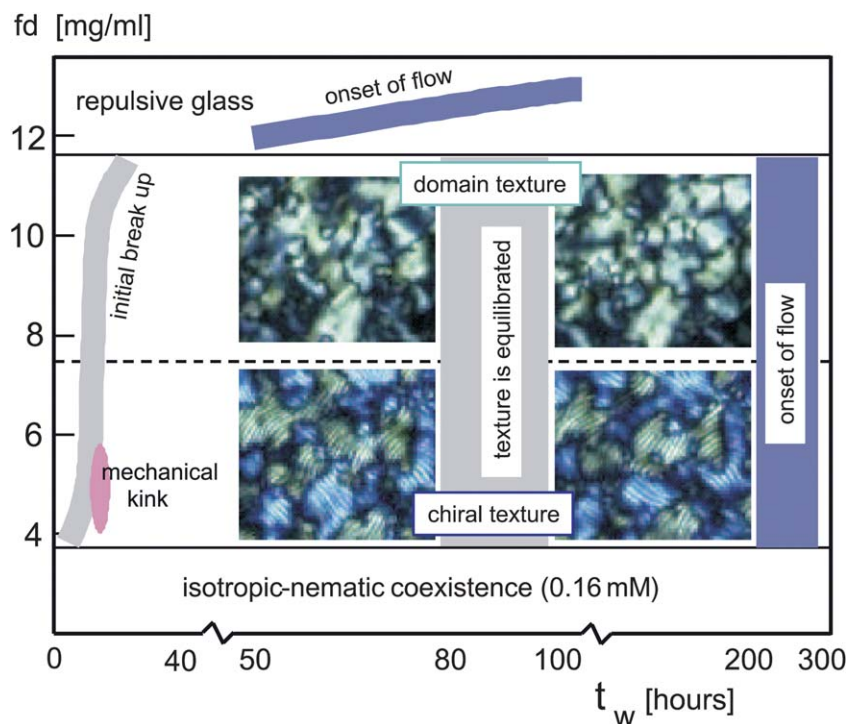 fd [mg/ml]
repulsive glass
onset of flow
12
10
8
6
4
initial break up
mechanical
kink
domain texture
texture is equilibrated
chiral texture
onset of flow
isotropic-nematic coexistence (0.16 mM)
0 40 50 80 100 200 300
tw [hours]